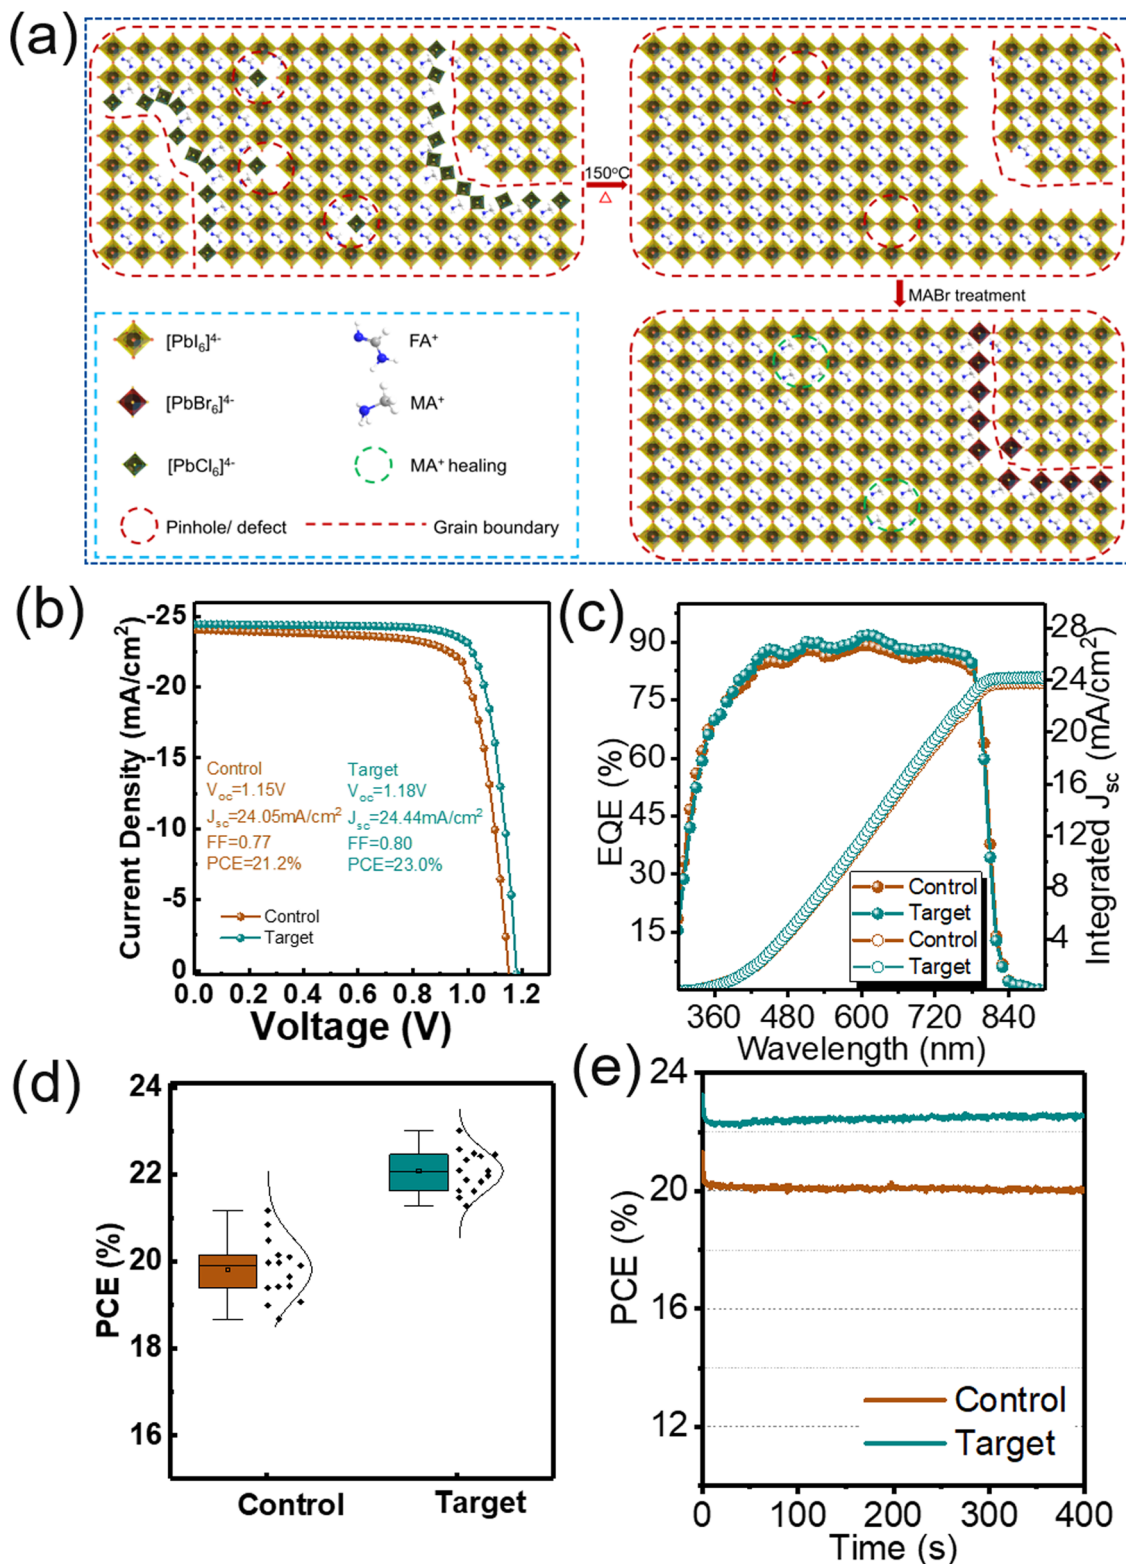 (a)
150°C
△
MABr treatment
[PbI₆]⁴⁻
FA⁺
[PbBr₆]⁴⁻
MA⁺
[PbCl₆]⁴⁻
MA⁺ healing
Pinhole/ defect
Grain boundary
(b)
Current Density (mA/cm²)
-25
-20
-15
-10
-5
0
Control
V_oc=1.15V
J_sc=24.05mA/cm²
FF=0.77
PCE=21.2%
Target
V_oc=1.18V
J_sc=24.44mA/cm²
FF=0.80
PCE=23.0%
Control
Target
0.0 0.2 0.4 0.6 0.8 1.0 1.2
Voltage (V)
(c)
EQE (%)
90
75
60
45
30
15
Integrated J_sc (mA/cm²)
28
24
20
16
12
8
4
Control
Target
Control
Target
360 480 600 720 840
Wavelength (nm)
(d)
PCE (%)
24
22
20
18
16
Control Target
(e)
PCE (%)
24
20
16
12
Control
Target
0 100 200 300 400
Time (s)